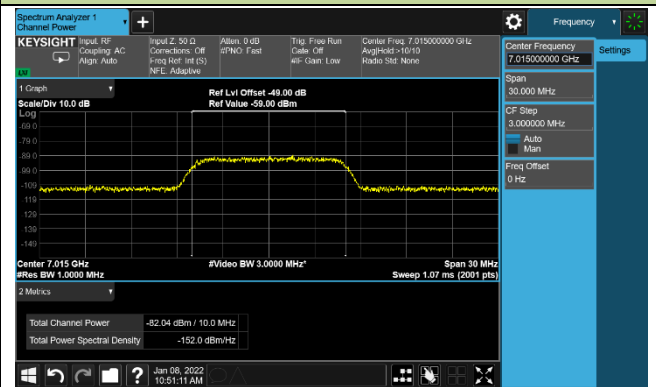 Spectrum Analyzer 1
Channel Power
Frequency
KEYSIGHT
Input: RF
Coupling: AC
Align: Auto
Input Z: 50 Ω
Corrections: Off
Freq Ref: Int (S)
NFE: Adaptive
Atten: 0 dB
#PNO: Fast
Trig: Free Run
Gate: Off
#IF Gain: Low
Center Freq: 7.015000000 GHz
Avg|Hold:>10/10
Radio Std: None
LXI
Center Frequency
7.015000000 GHz
Settings
Span
30.000 MHz
CF Step
3.000000 MHz
Auto
Man
Freq Offset
0 Hz
1 Graph
Scale/Div 10.0 dB
Ref Lvl Offset -49.00 dB
Ref Value -59.00 dBm
Log
-69.0
-79.0
-89.0
-99.0
-109
-119
-129
-139
-149
Center 7.015 GHz
#Video BW 3.0000 MHz*
Span 30 MHz
#Res BW 1.0000 MHz
Sweep 1.07 ms (2001 pts)
2 Metrics
Total Channel Power
-82.04 dBm / 10.0 MHz
Total Power Spectral Density
-152.0 dBm/Hz
?
Jan 08, 2022
10:51:11 AM